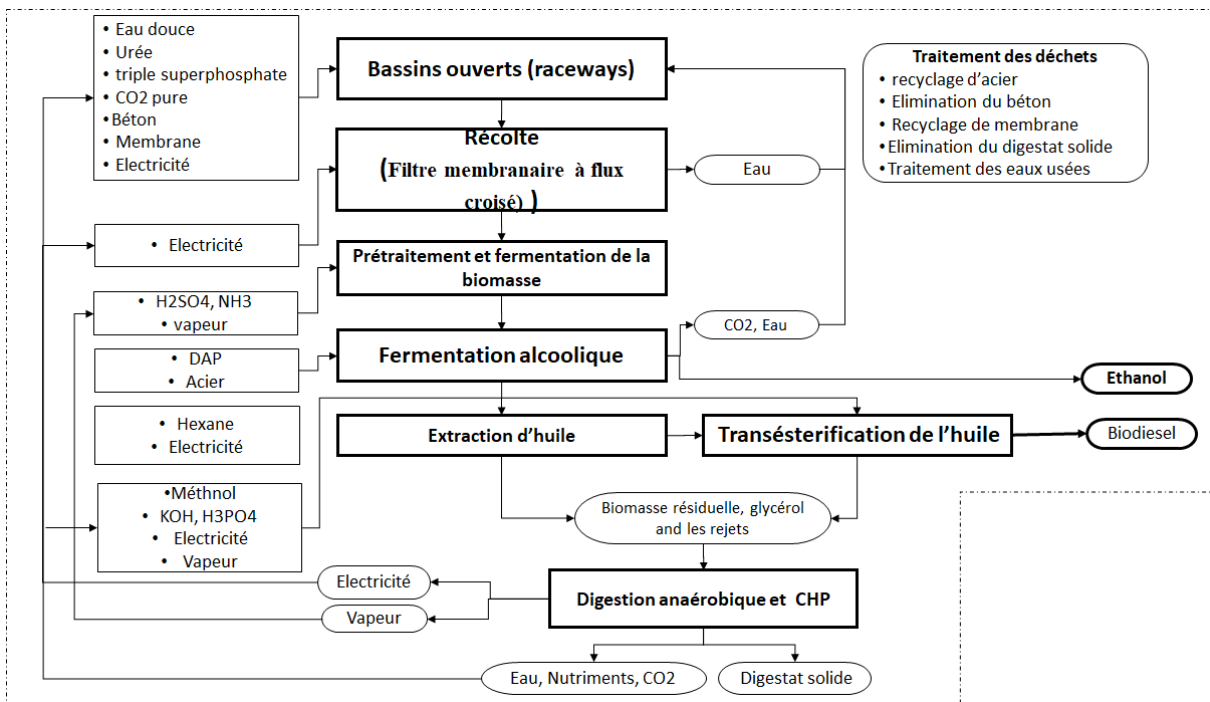 • Eau douce
• Urée
• triple superphosphate
• CO2 pure
•Béton
• Membrane
• Electricité
Bassins ouverts (raceways)
Traitement des déchets
• recyclage d'acier
• Elimination du béton
• Recyclage de membrane
•Elimination du digestat solide
•Traitement des eaux usées
Récolte
(Filtre membranaire à flux
croisé) )
Eau
• Electricité
Prétraitement et fermentation de la
biomasse
• H2SO4, NH3
• vapeur
CO2, Eau
Fermentation alcoolique
• DAP
• Acier
Ethanol
• Hexane
• Electricité
Extraction d'huile
Transésterification de l'huile
Biodiesel
•Méthnol
• KOH, H3PO4
• Electricité
• Vapeur
Biomasse résiduelle, glycérol
and les rejets
Electricité
Vapeur
Digestion anaérobique et CHP
Eau, Nutriments, CO2
Digestat solide